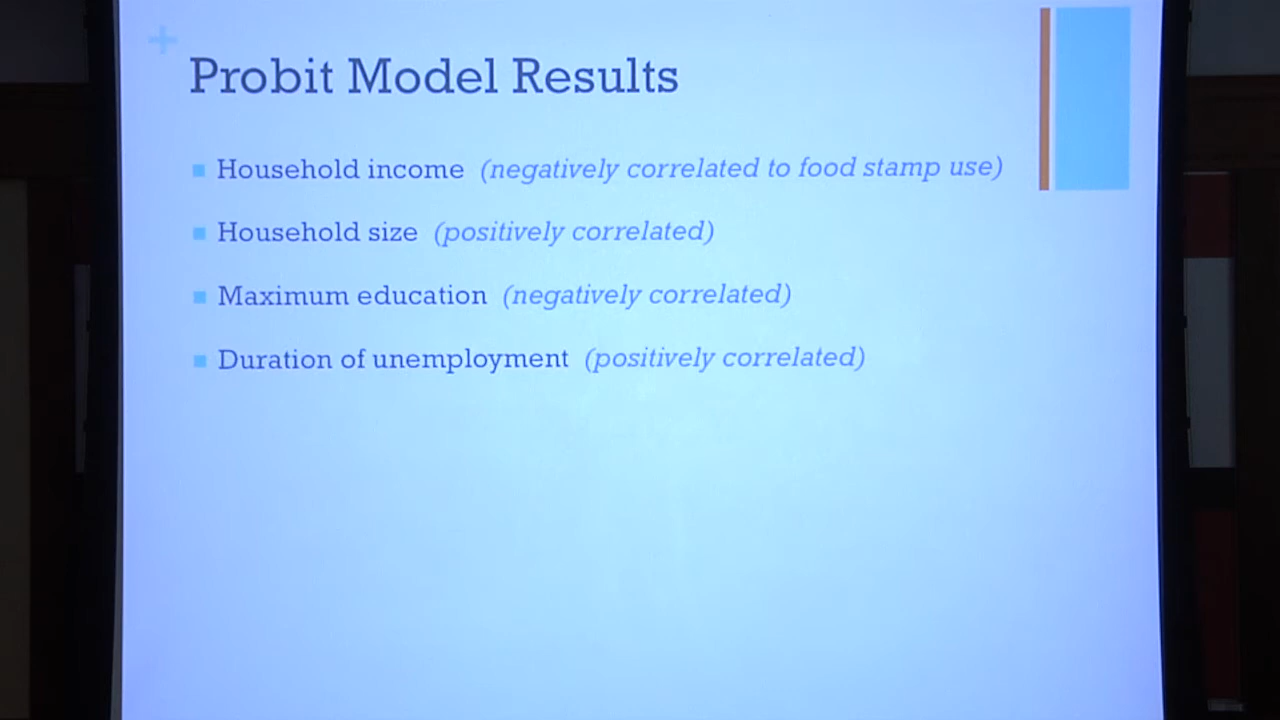 +
Probit Model Results
Household income (negatively correlated to food stamp use)
Household size (positively correlated)
Maximum education (negatively correlated)
Duration of unemployment (positively correlated)